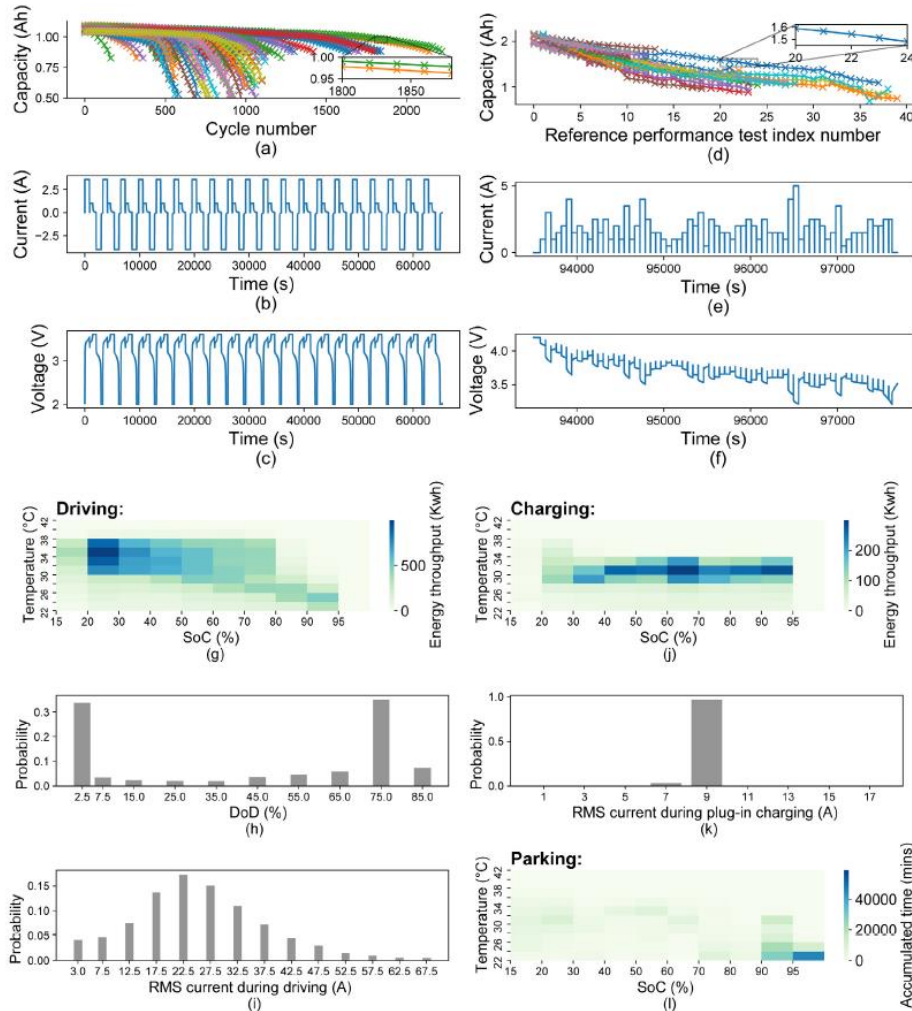 Capacity (Ah)
1.00
0.75
0.50
1.00
0.95
1800 1850
0 500 1000 1500 2000
Cycle number
(a)
Capacity (Ah)
2
1
1.6
1.5
20 22 24
0 5 10 15 20 25 30 35 40
Reference performance test index number
(d)
Current (A)
2.5
0.0
−2.5
0 10000 20000 30000 40000 50000 60000
Time (s)
(b)
Current (A)
5
0
94000 95000 96000 97000
Time (s)
(e)
Voltage (V)
3
2
0 10000 20000 30000 40000 50000 60000
Time (s)
(c)
Voltage (V)
4.0
3.5
94000 95000 96000 97000
Time (s)
(f)
Driving:
Temperature (°C)
42
38
34
30
26
22
15 20 30 40 50 60 70 80 90 95
SoC (%)
(g)
500
0
Energy throughput (Kwh)
Charging:
Temperature (°C)
42
38
34
30
26
22
15 20 30 40 50 60 70 80 90 95
SoC (%)
(j)
200
100
0
Energy throughput (Kwh)
Probability
0.3
0.2
0.1
0.0
2.5 7.5 15.0 25.0 35.0 45.0 55.0 65.0 75.0 85.0
DoD (%)
(h)
Probability
1.0
0.5
0.0
1 3 5 7 9 11 13 15 17
RMS current during plug-in charging (A)
(k)
Probability
0.15
0.10
0.05
0.00
3.0 7.5 12.5 17.5 22.5 27.5 32.5 37.5 42.5 47.5 52.5 57.5 62.5 67.5
RMS current during driving (A)
(i)
Parking:
Temperature (°C)
42
38
34
30
26
22
15 20 30 40 50 60 70 80 90 95
SoC (%)
(l)
40000
20000
0
Accumulated time (mins)